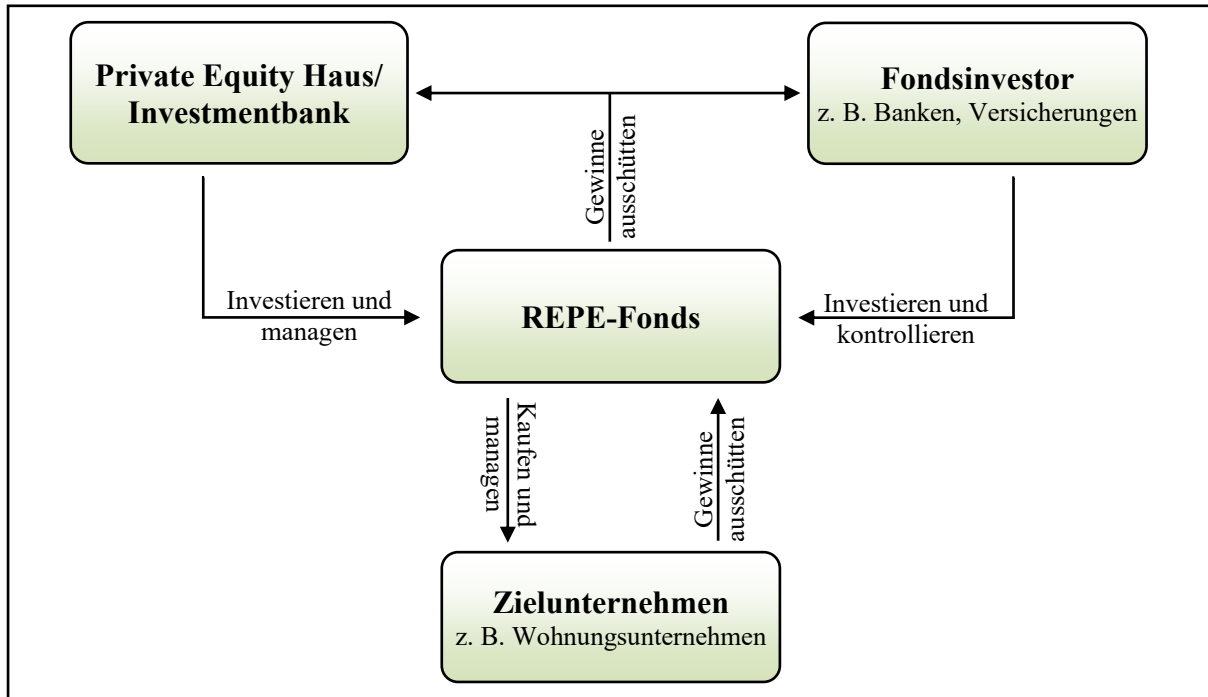 Private Equity Haus/
Investmentbank
Fondsinvestor
z. B. Banken, Versicherungen
Gewinne
ausschütten
Investieren und
managen
REPE-Fonds
Investieren und
kontrollieren
Kaufen und
managen
Gewinne
ausschütten
Zielunternehmen
z. B. Wohnungsunternehmen